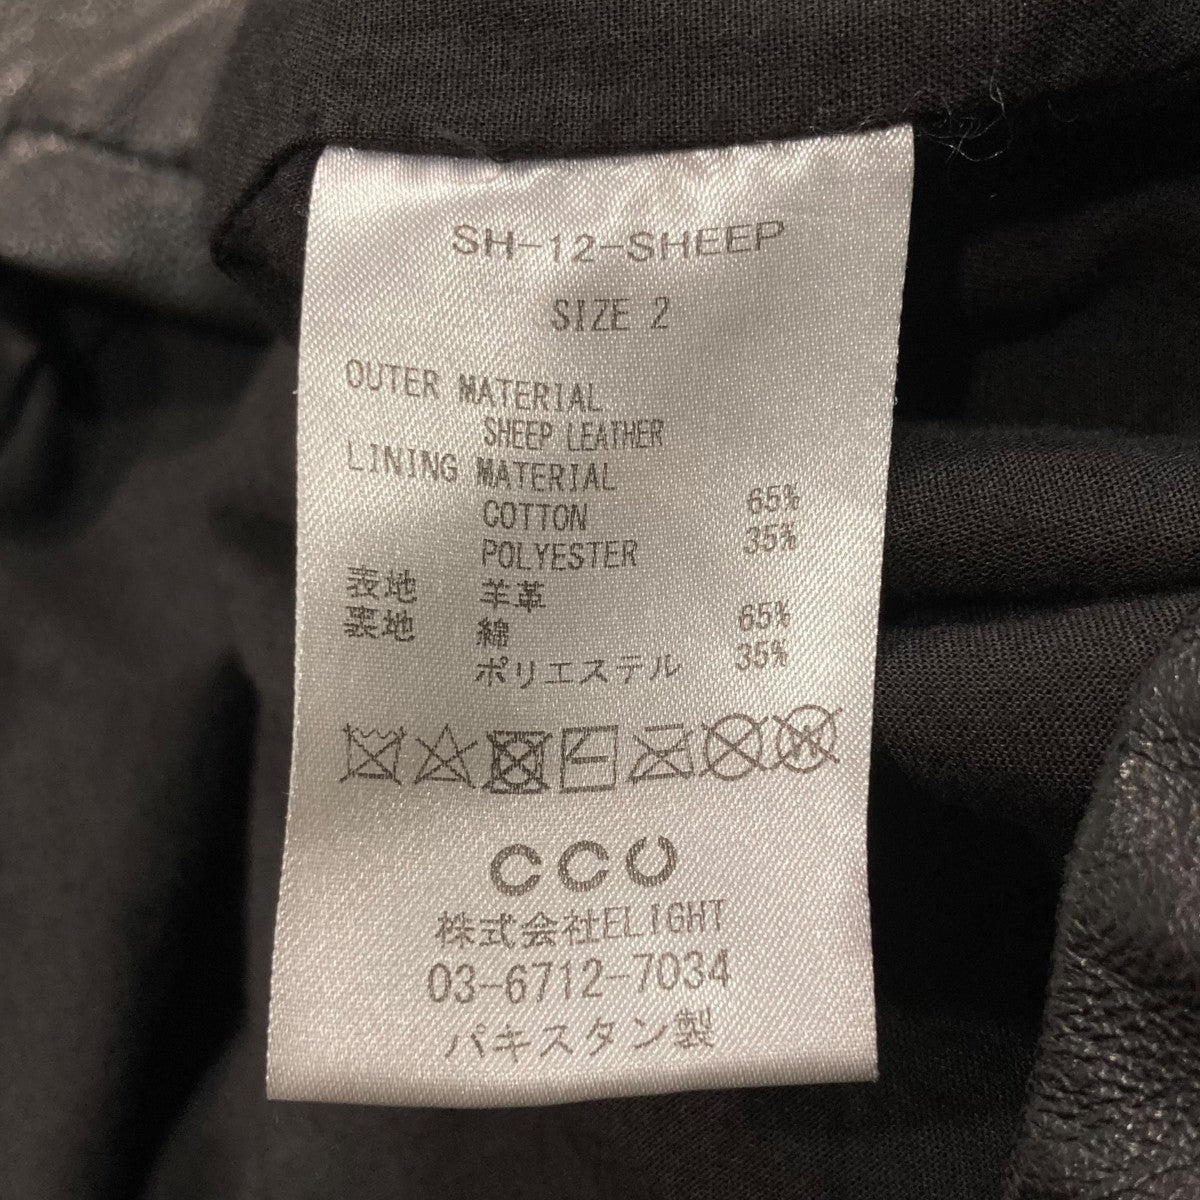 SH-12-SHEEP
SIZE 2
OUTER MATERIAL
SHEEP LEATHER
LINING MATERIAL
COTTON 65%
POLYESTER 35%
表地 羊革
裏地 綿 65%
ポリエステル 35%
CCU
株式会社ELIGHT
03-6712-7034
パキスタン製